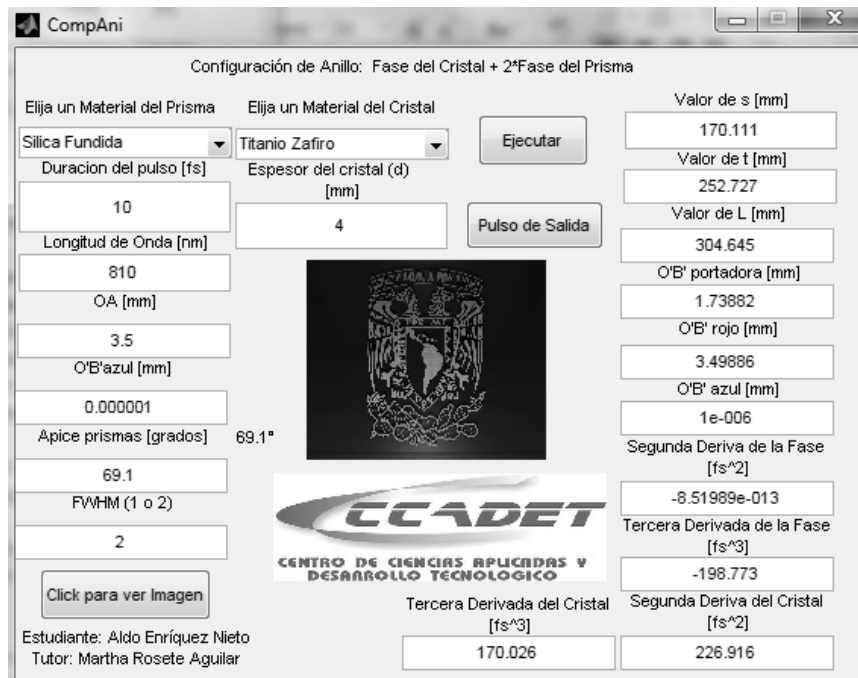 CompAni
Configuración de Anillo: Fase del Cristal + 2*Fase del Prisma
Elija un Material del Prisma
Silica Fundida
Duracion del pulso [fs]
10
Longitud de Onda [nm]
810
OA [mm]
3.5
O'B'azul [mm]
0.000001
Apice prismas [grados]
69.1°
69.1
FWHM (1 o 2)
2
Click para ver Imagen
Estudiante: Aldo Enríquez Nieto
Tutor: Martha Rosete Aguilar
Elija un Material del Cristal
Titanio Zafiro
Espesor del cristal (d)
[mm]
4
Ejecutar
Pulso de Salida
CCADET
CENTRO DE CIENCIAS APLICADAS Y
DESARROLLO TECNOLOGICO
Tercera Derivada del Cristal
[fs^3]
170.026
Valor de s [mm]
170.111
Valor de t [mm]
252.727
Valor de L [mm]
304.645
O'B' portadora [mm]
1.73882
O'B' rojo [mm]
3.49886
O'B' azul [mm]
1e-006
Segunda Deriva de la Fase
[fs^2]
-8.51989e-013
Tercera Derivada de la Fase
[fs^3]
-198.773
Segunda Deriva del Cristal
[fs^2]
226.916